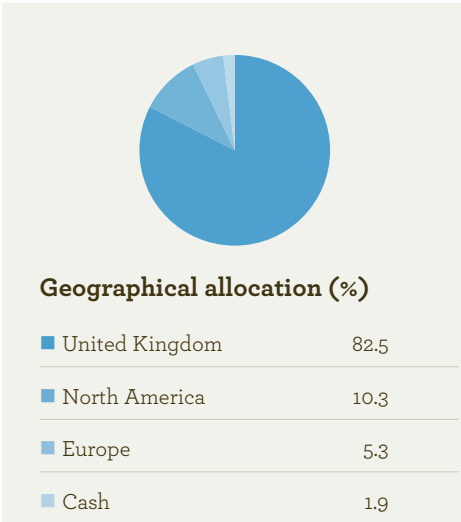 Geographical allocation (%)
United Kingdom 82.5
North America 10.3
Europe 5.3
Cash 1.9